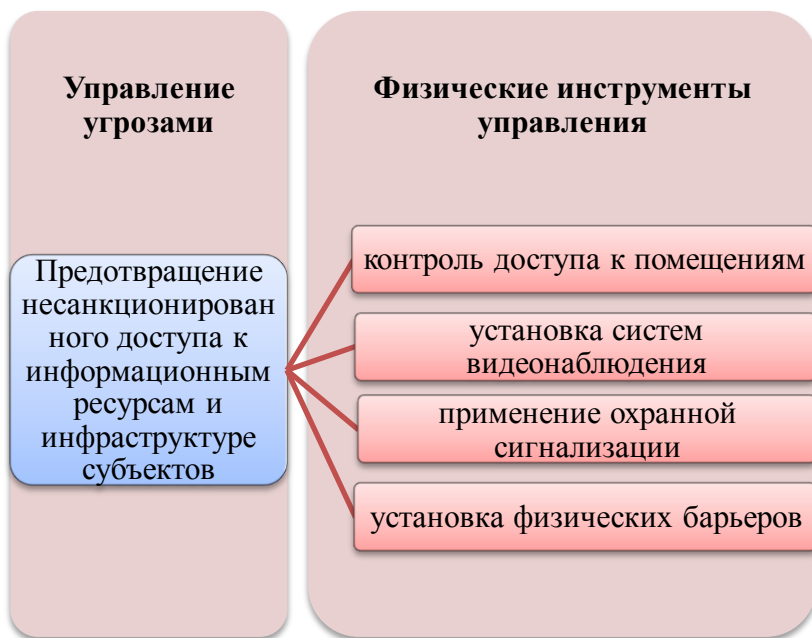 Управление
угрозами
Физические инструменты
управления
Предотвращение
несанкционирован
ного доступа к
информационным
ресурсам и
инфраструктуре
субъектов
контроль доступа к помещениям
установка систем
видеонаблюдения
применение охранной
сигнализации
установка физических барьеров